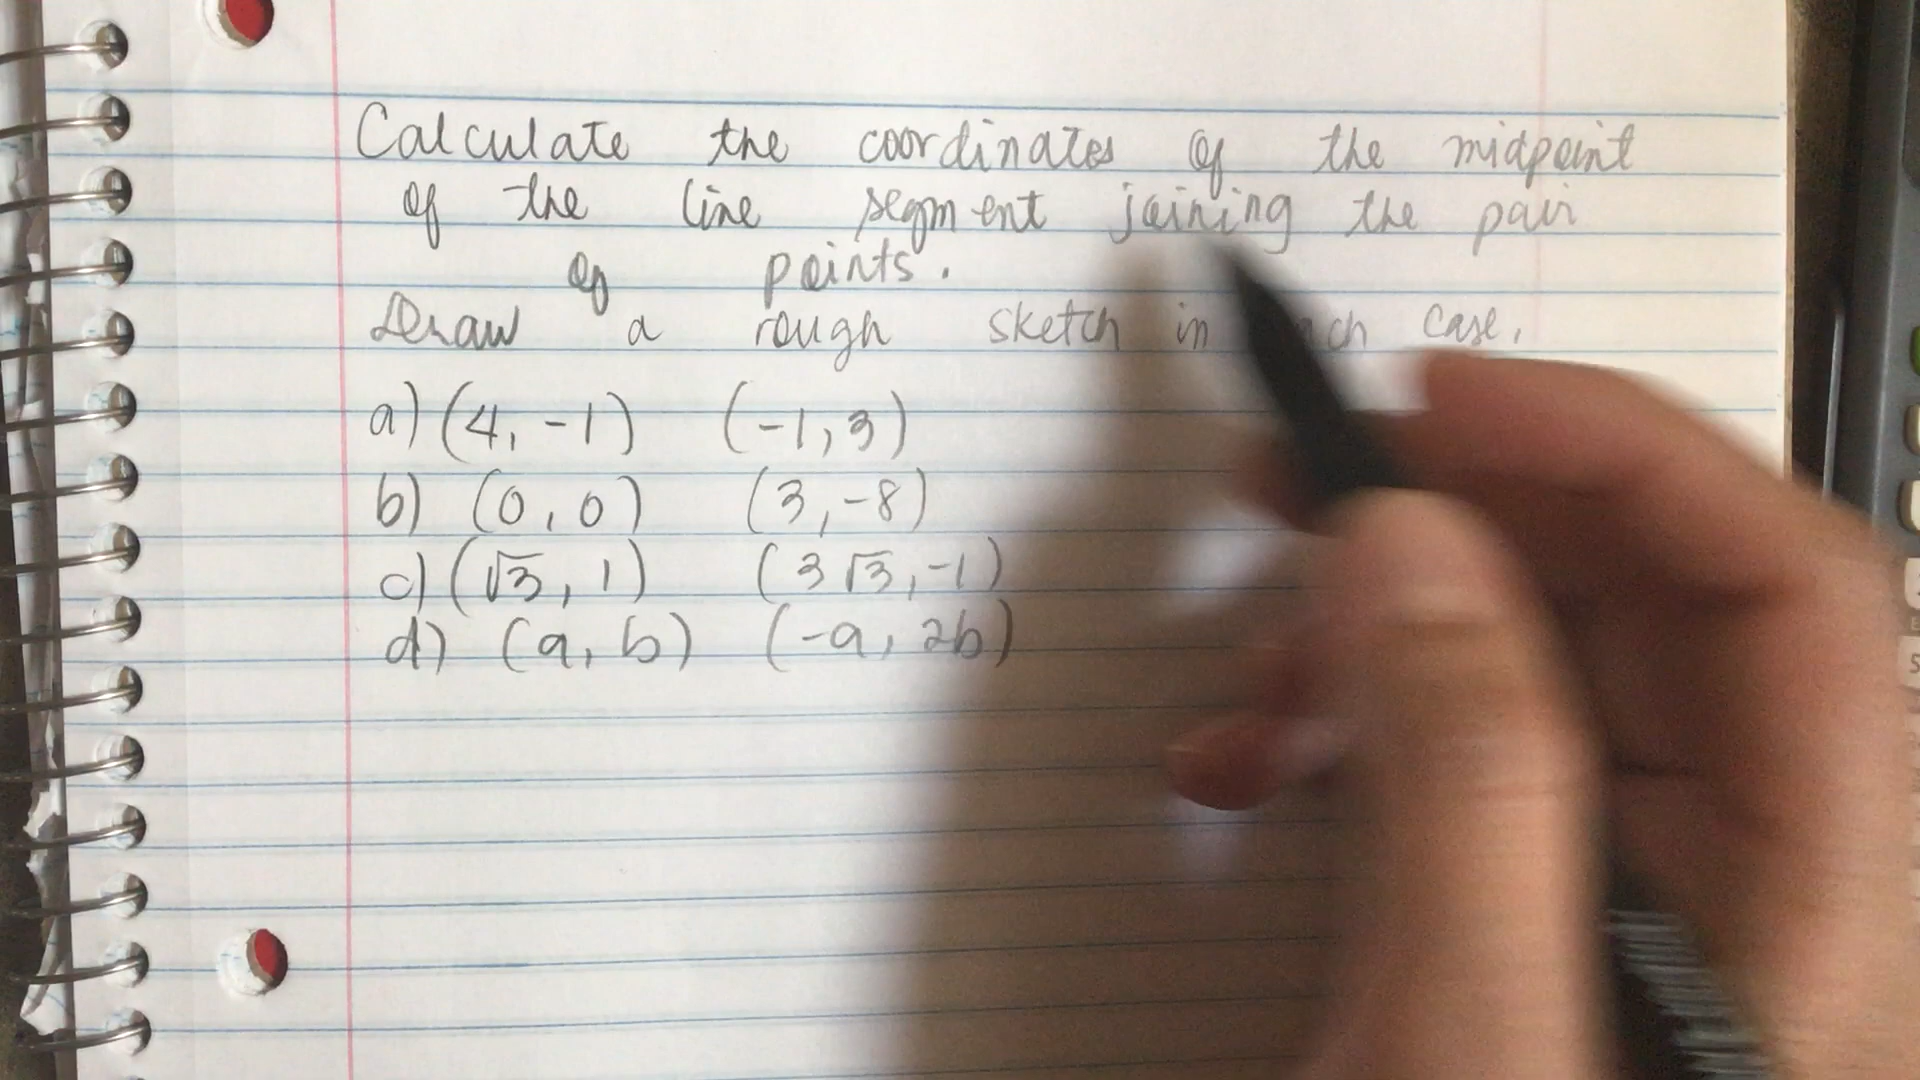 Calculate the coordinates of the midpoint
of the line segment joining the pair
of points.
Draw a rough sketch in case.
a) (4, -1) (-1, 3)
b) (0, 0) (3, -8)
c) (√3, 1) (3√3, -1)
d) (a, b) (-a, 2b)